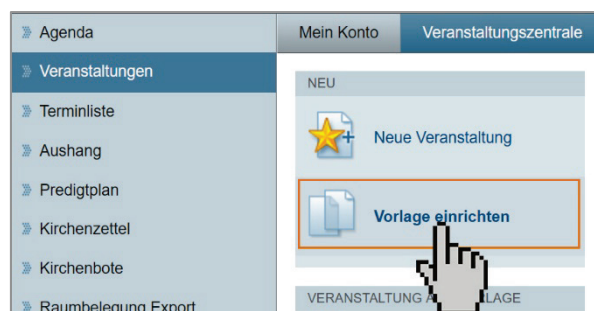 Agenda
Veranstaltungen
Terminliste
Aushang
Predigtplan
Kirchenzettel
Kirchenbote
Raumbelegung Export
Mein Konto
Veranstaltungszentrale
NEU
Neue Veranstaltung
Vorlage einrichten
VERANSTALTUNG